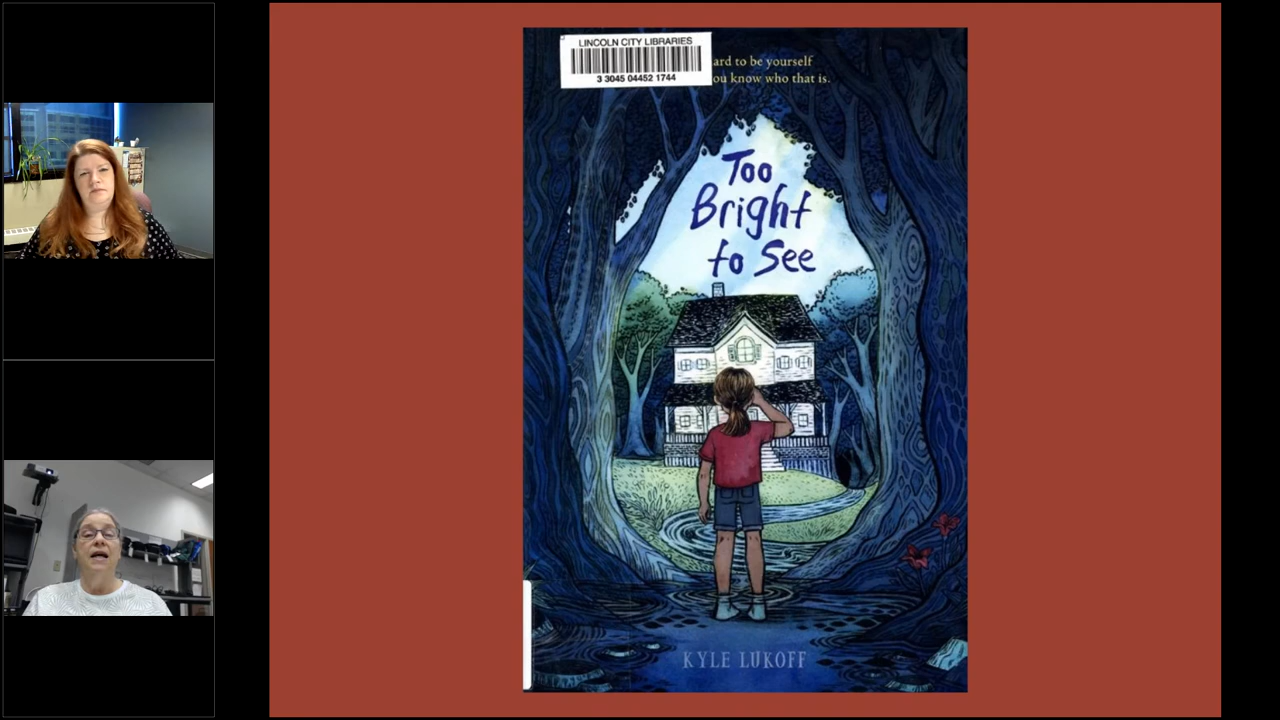 LINCOLN CITY LIBRARIES
3 3045 04452 1744
ard to be yourself
ou know who that is.
Too
Bright
to See
KYLE LUKOFF